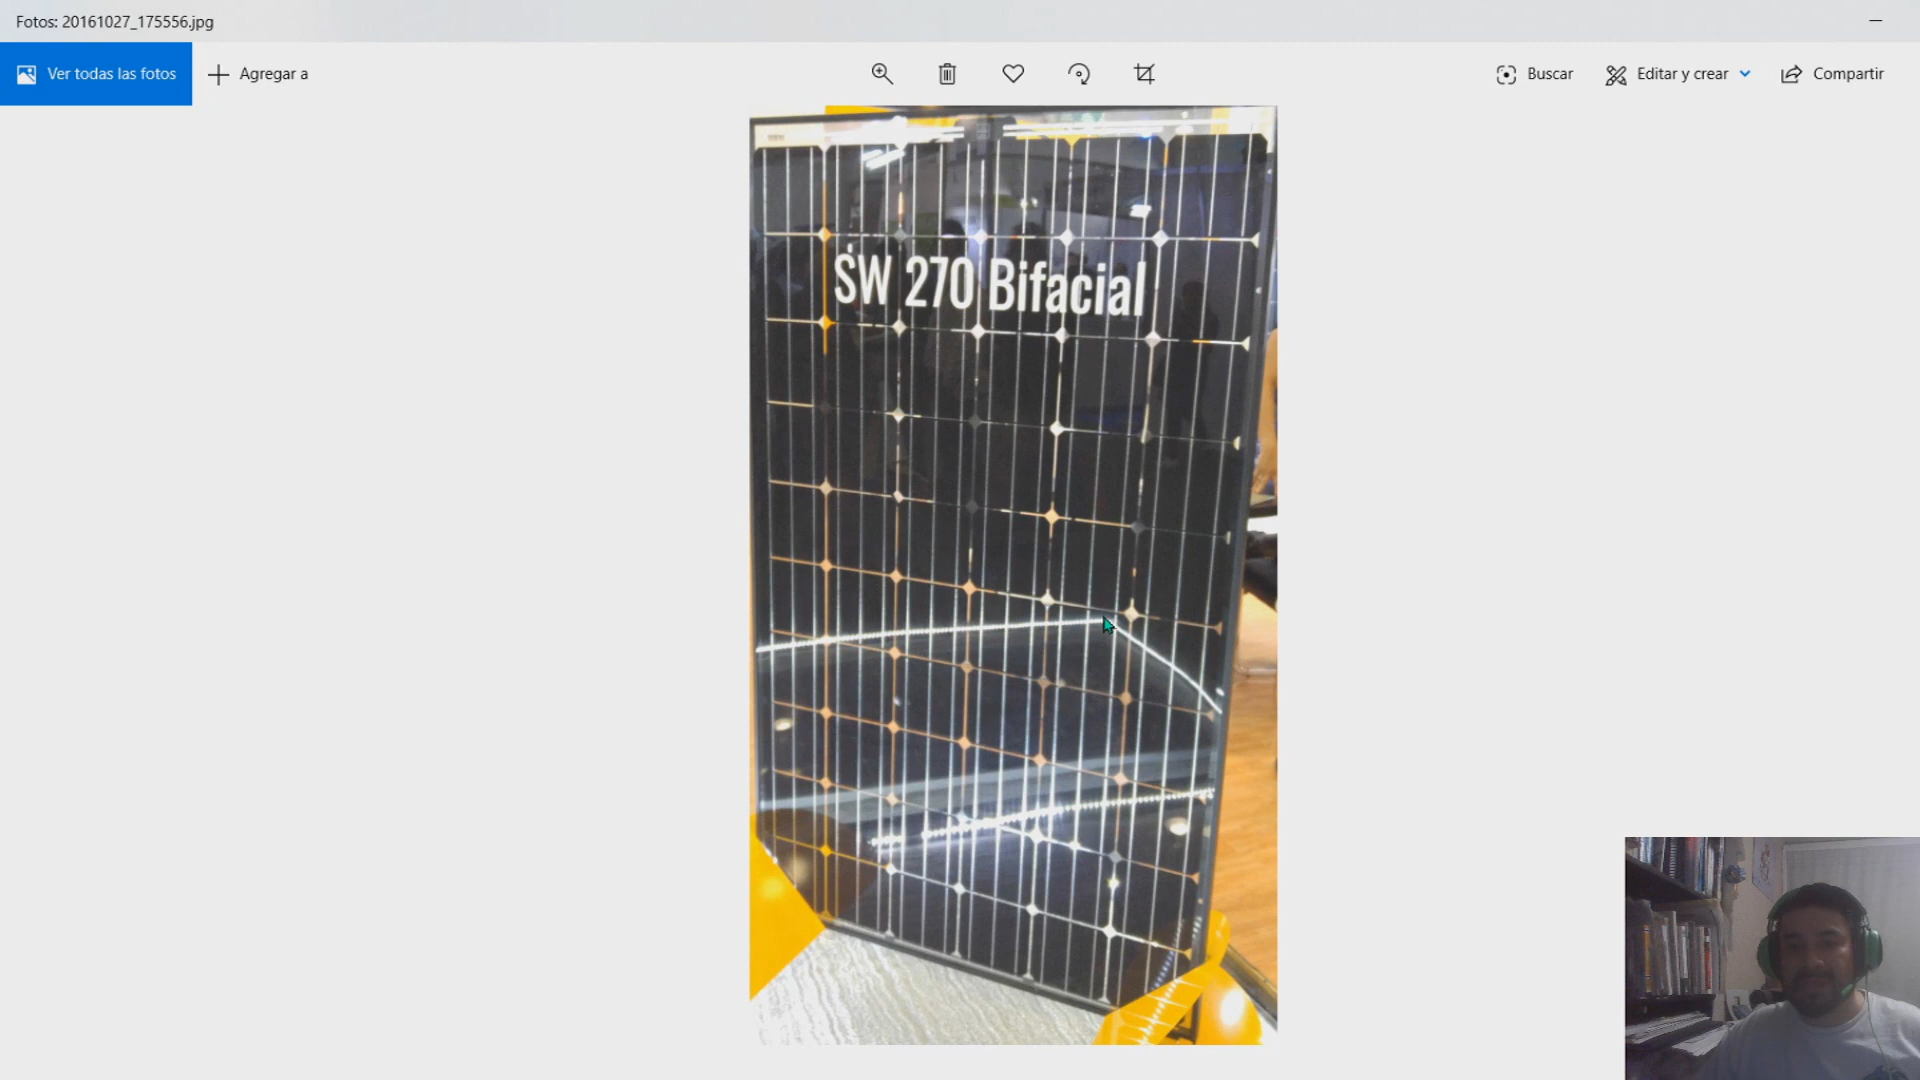 Fotos: 20161027_175556.jpg
Ver todas las fotos
Agregar a
Buscar
Editar y crear
Compartir
SW 270 Bifacial